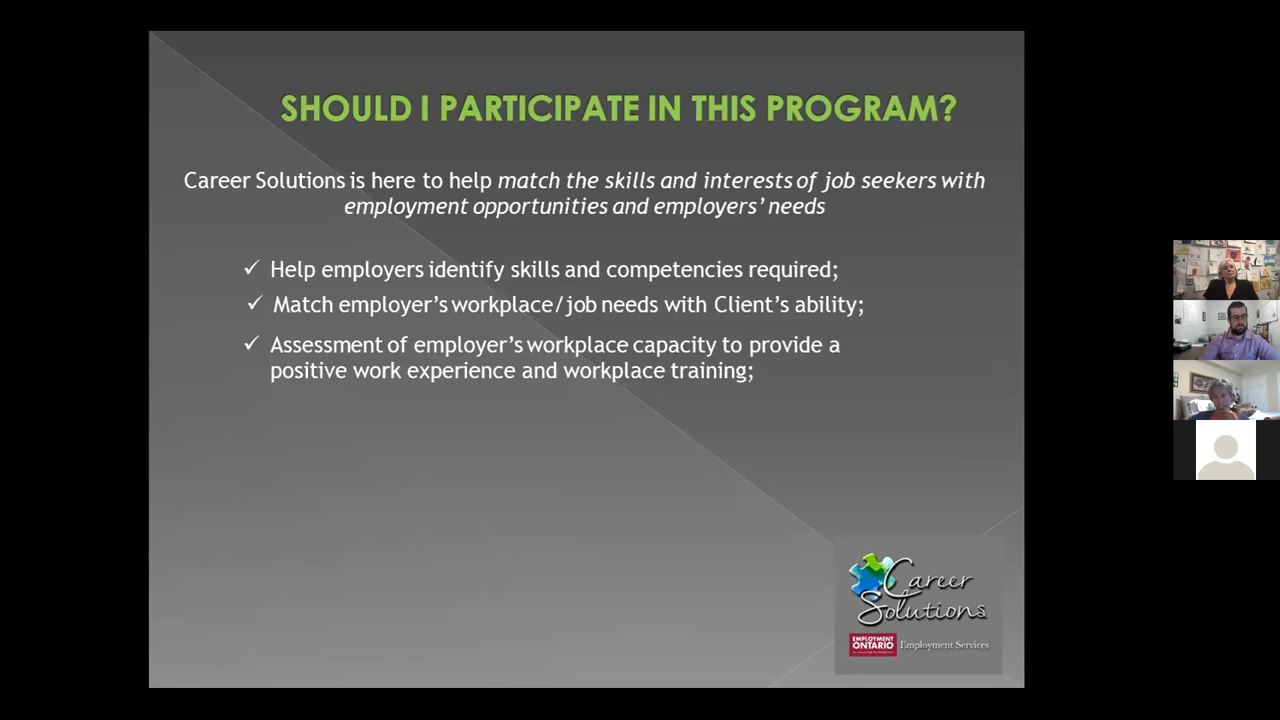 SHOULD I PARTICIPATE IN THIS PROGRAM?
Career Solutions is here to help match the skills and interests of job seekers with
employment opportunities and employers' needs
✓ Help employers identify skills and competencies required;
✓ Match employer's workplace/job needs with Client's ability;
✓ Assessment of employer's workplace capacity to provide a
positive work experience and workplace training;
Career
Solutions
EMPLOYMENT
ONTARIO
Employment Services